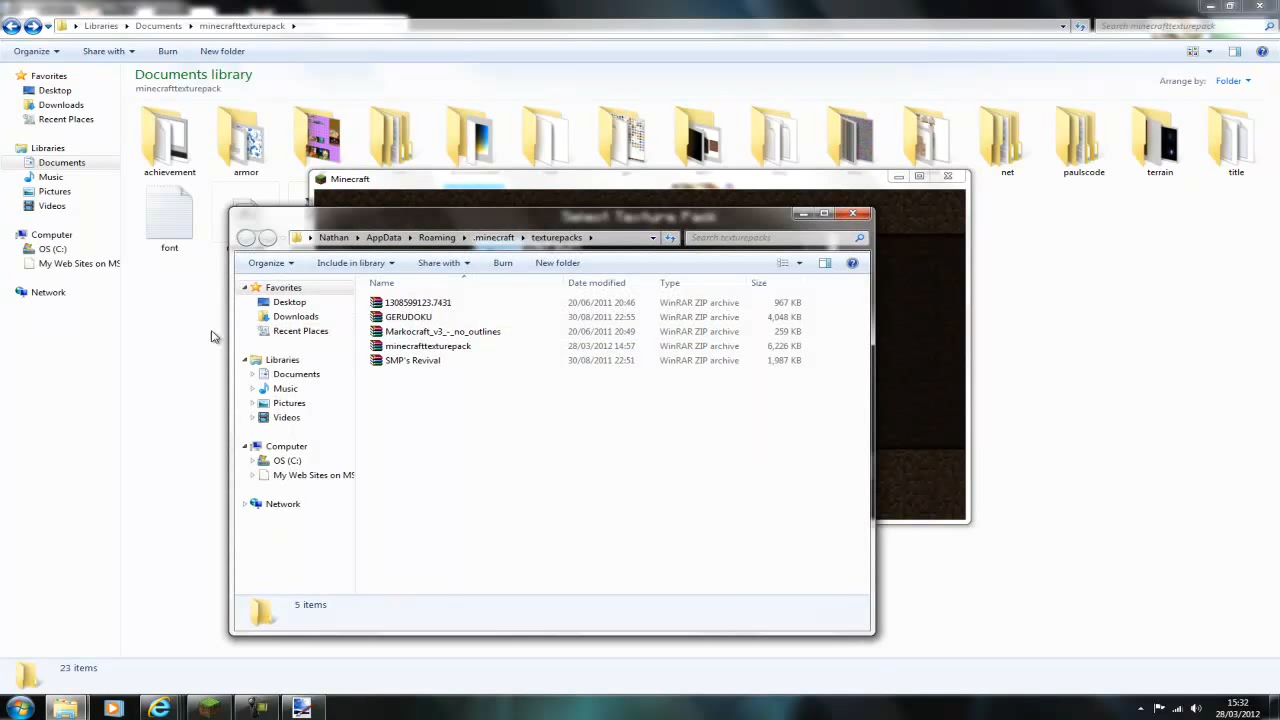 Libraries ▸ Documents ▸ minecrafttexturepack ▸
Search minecrafttexturepack
Organize
Share with
Burn
New folder
Favorites
Desktop
Downloads
Recent Places
Libraries
Documents
Music
Pictures
Videos
Computer
OS (C:)
My Web Sites on MS
Network
Documents library
minecrafttexturepack
Arrange by: Folder
achievement
armor
net
paulscode
terrain
title
font
Minecraft
Select Texture Pack
Nathan ▸ AppData ▸ Roaming ▸ .minecraft ▸ texturepacks ▸
Search texturepacks
Organize
Include in library
Share with
Burn
New folder
Favorites
Desktop
Downloads
Recent Places
Libraries
Documents
Music
Pictures
Videos
Computer
OS (C:)
My Web Sites on MS
Network
Name Date modified Type Size
1308599123.7431 20/06/2011 20:46 WinRAR ZIP archive 967 KB
GERUDOKU 30/08/2011 22:55 WinRAR ZIP archive 4,048 KB
Markocraft_v3_-_no_outlines 20/06/2011 20:49 WinRAR ZIP archive 259 KB
minecrafttexturepack 28/03/2012 14:57 WinRAR ZIP archive 6,226 KB
SMP's Revival 30/08/2011 22:51 WinRAR ZIP archive 1,987 KB
5 items
23 items
15:32
28/03/2012